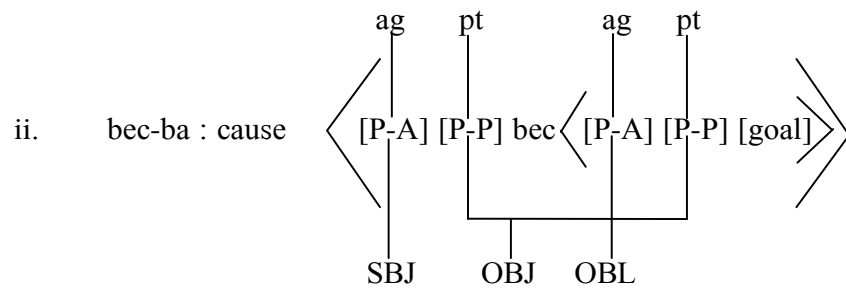 ag pt ag pt
ii. bec-ba : cause [P-A] [P-P] bec [P-A] [P-P] [goal]
SBJ OBJ OBL